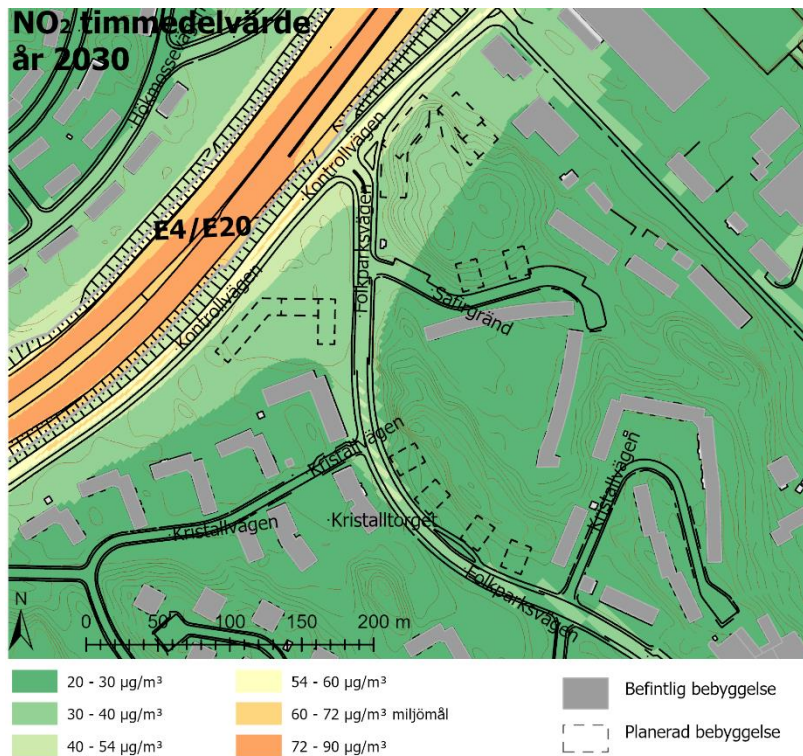 NO₂ timmedelvärde
år 2030
Hökmossevägen
Kontrollvägen
E4/E20
Folkparksvägen
Kontrollvägen
Safirgränd
Kristallvägen
Kristallvägen
Kristallvägen
Kristalltorget
Folkparksvägen
N
0 50 100 150 200 m
20 - 30 µg/m³
30 - 40 µg/m³
40 - 54 µg/m³
54 - 60 µg/m³
60 - 72 µg/m³ miljömål
72 - 90 µg/m³
Befintlig bebyggelse
Planerad bebyggelse